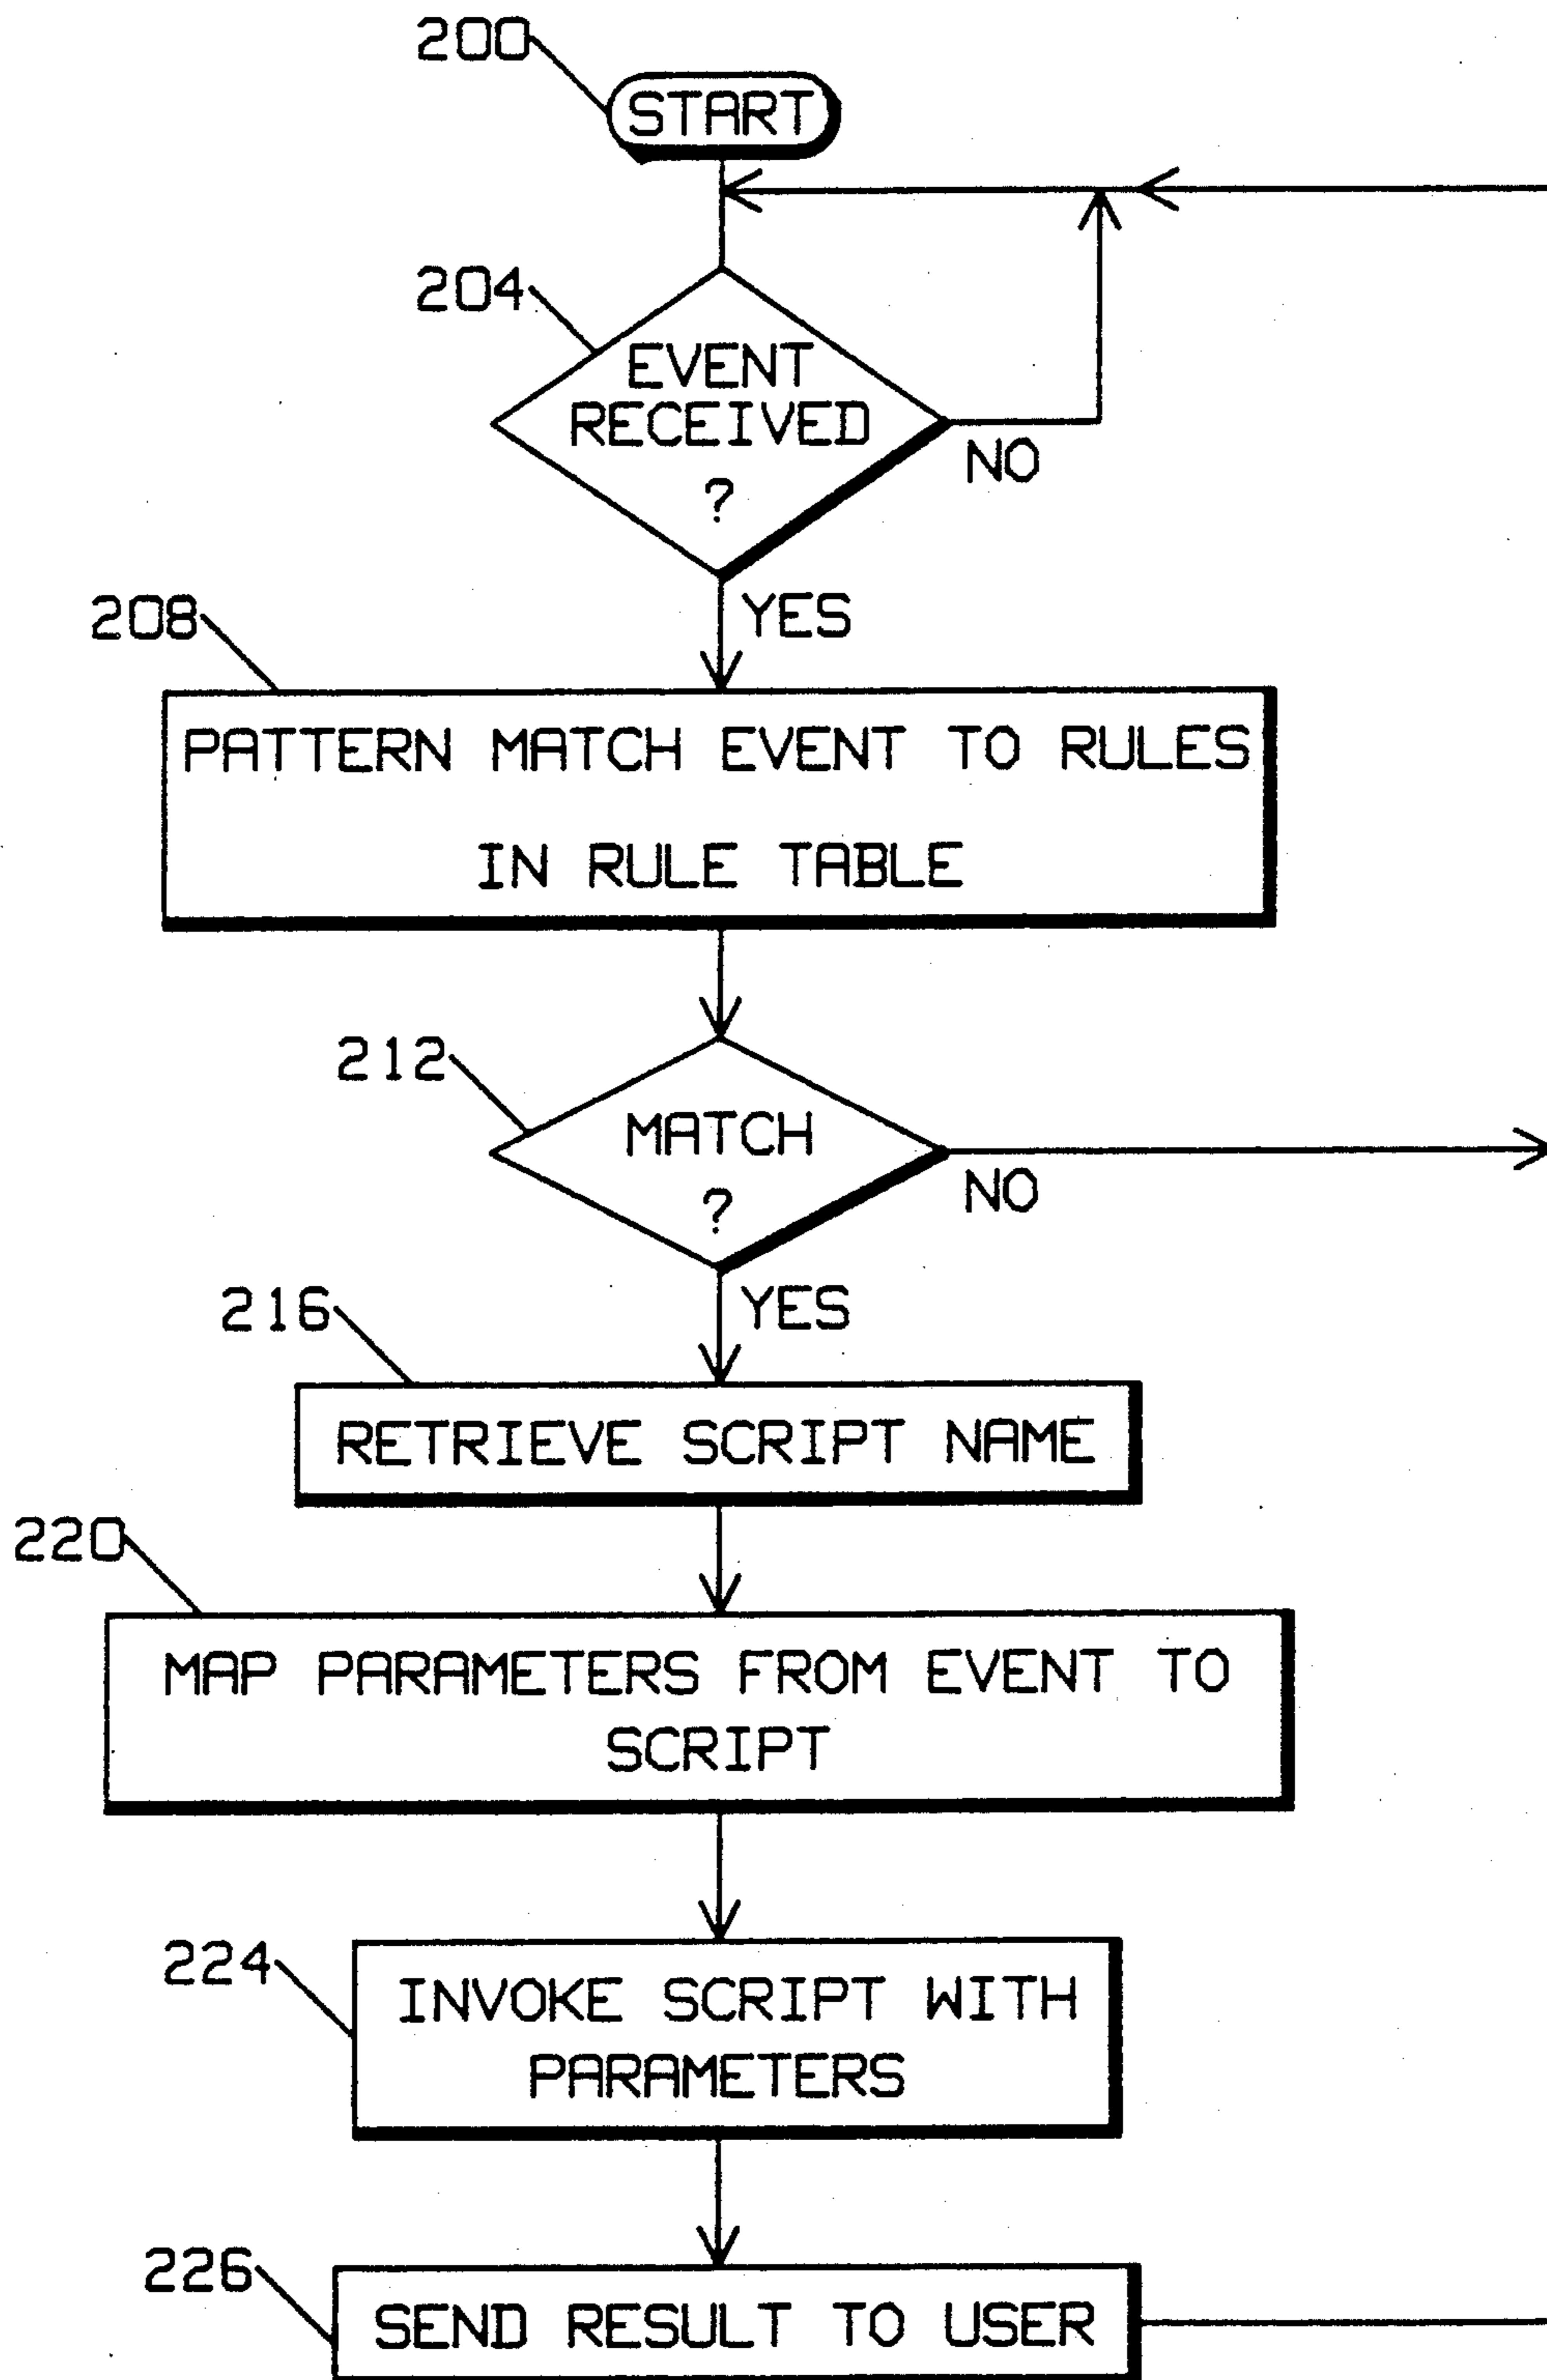 200
START
204
EVENT
RECEIVED
?
NO
YES
208
PATTERN MATCH EVENT TO RULES
IN RULE TABLE
212
MATCH
?
NO
YES
216
RETRIEVE SCRIPT NAME
220
MAP PARAMETERS FROM EVENT TO
SCRIPT
224
INVOKE SCRIPT WITH
PARAMETERS
226
SEND RESULT TO USER